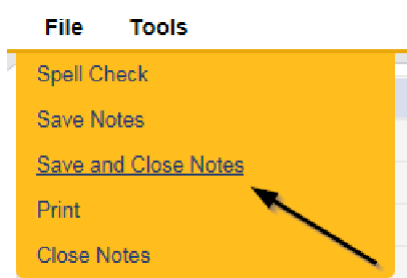 File Tools
Spell Check
Save Notes
Save and Close Notes
Print
Close Notes